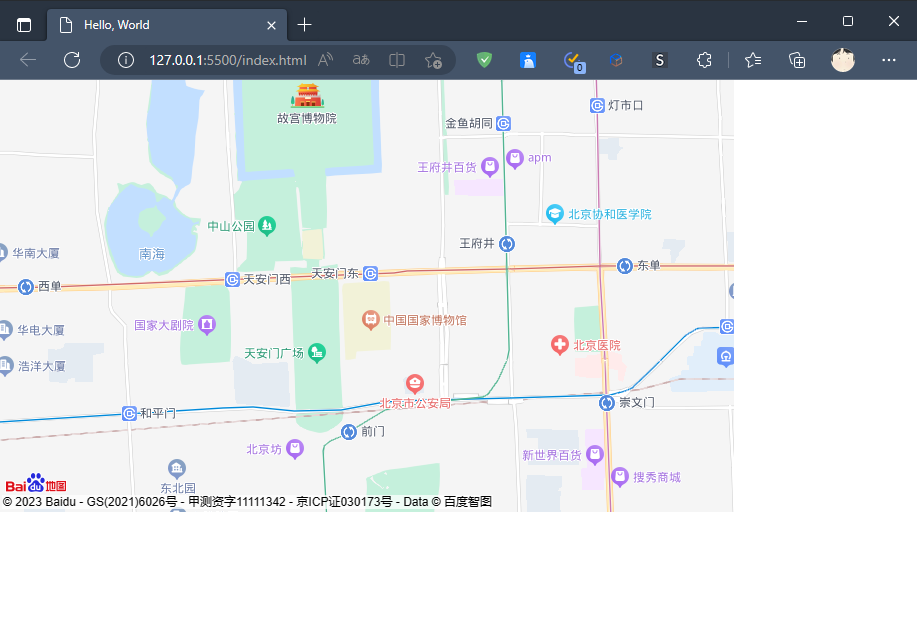 Hello, World
127.0.0.1:5500/index.html
A
aあ
0
S
故宫博物院
灯市口
金鱼胡同
王府井百货
apm
北京协和医学院
中山公园
王府井
华南大厦
南海
天安门西
天安门东
东单
西单
国家大剧院
中国国家博物馆
华电大厦
天安门广场
北京医院
浩洋大厦
北京市公安局
崇文门
和平门
前门
北京坊
新世界百货
搜秀商城
东北园
Bai du 地图
© 2023 Baidu - GS(2021)6026号 - 甲测资字11111342 - 京ICP证030173号 - Data © 百度智图